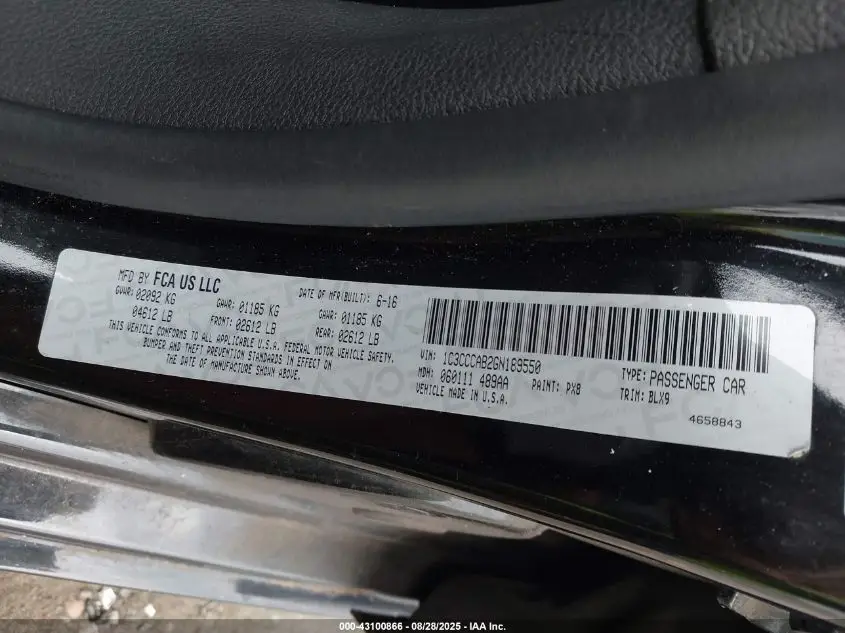 MFD BY FCA US LLC
DATE OF MFR(BUILT): 6-16
GVWR: 02092 KG
04612 LB
GAWR: 01185 KG
FRONT: 02612 LB
GAWR: 01185 KG
REAR: 02612 LB
THIS VEHICLE CONFORMS TO ALL APPLICABLE U.S.A. FEDERAL MOTOR VEHICLE SAFETY,
BUMPER AND THEFT PREVENTION STANDARDS IN EFFECT ON
THE DATE OF MANUFACTURE SHOWN ABOVE.
VIN: 1C3CCCAB2GN189550
TYPE: PASSENGER CAR
MDH: 060111 489AA
PAINT: PX8
TRIM: BLX9
VEHICLE MADE IN U.S.A.
4658843
000-43100866 - 08/28/2025 - IAA Inc.